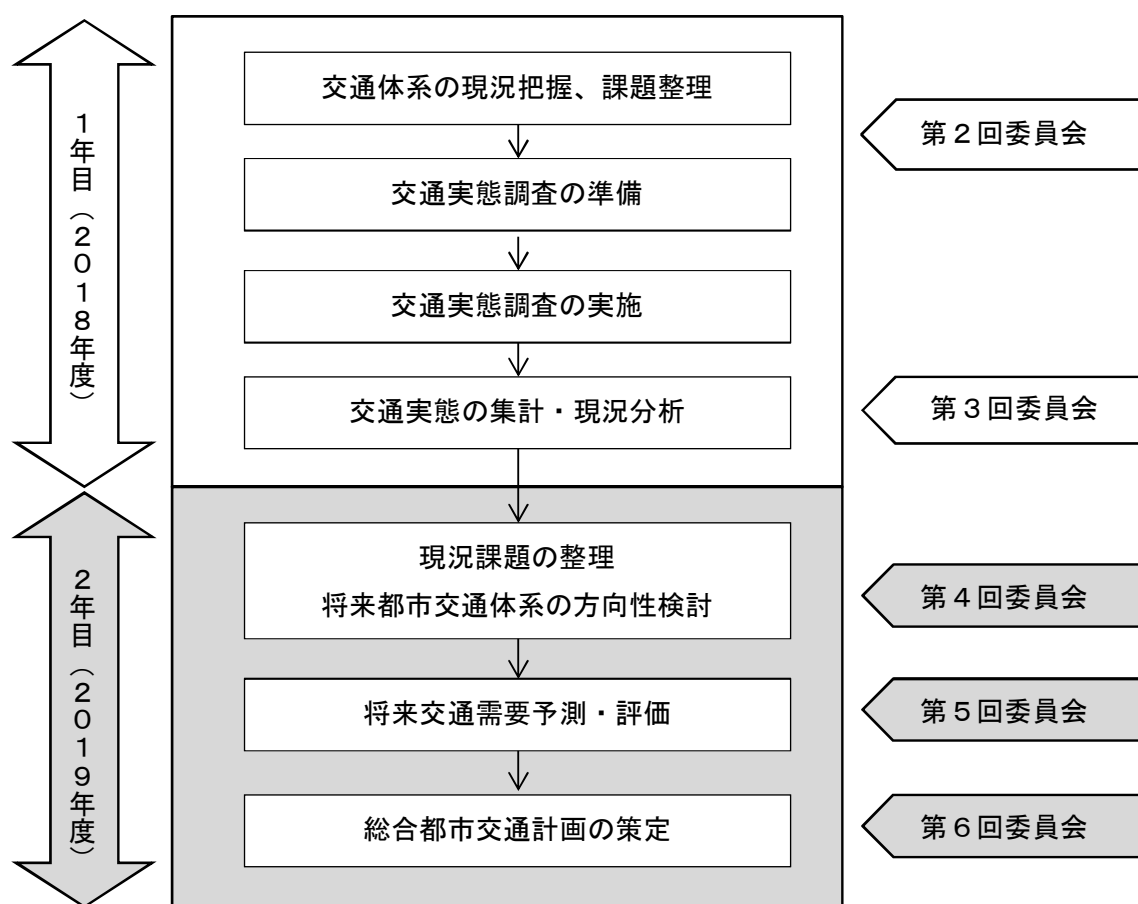 1年目（2018年度）
交通体系の現況把握、課題整理
第2回委員会
交通実態調査の準備
交通実態調査の実施
交通実態の集計・現況分析
第3回委員会
2年目（2019年度）
現況課題の整理
将来都市交通体系の方向性検討
第4回委員会
将来交通需要予測・評価
第5回委員会
総合都市交通計画の策定
第6回委員会